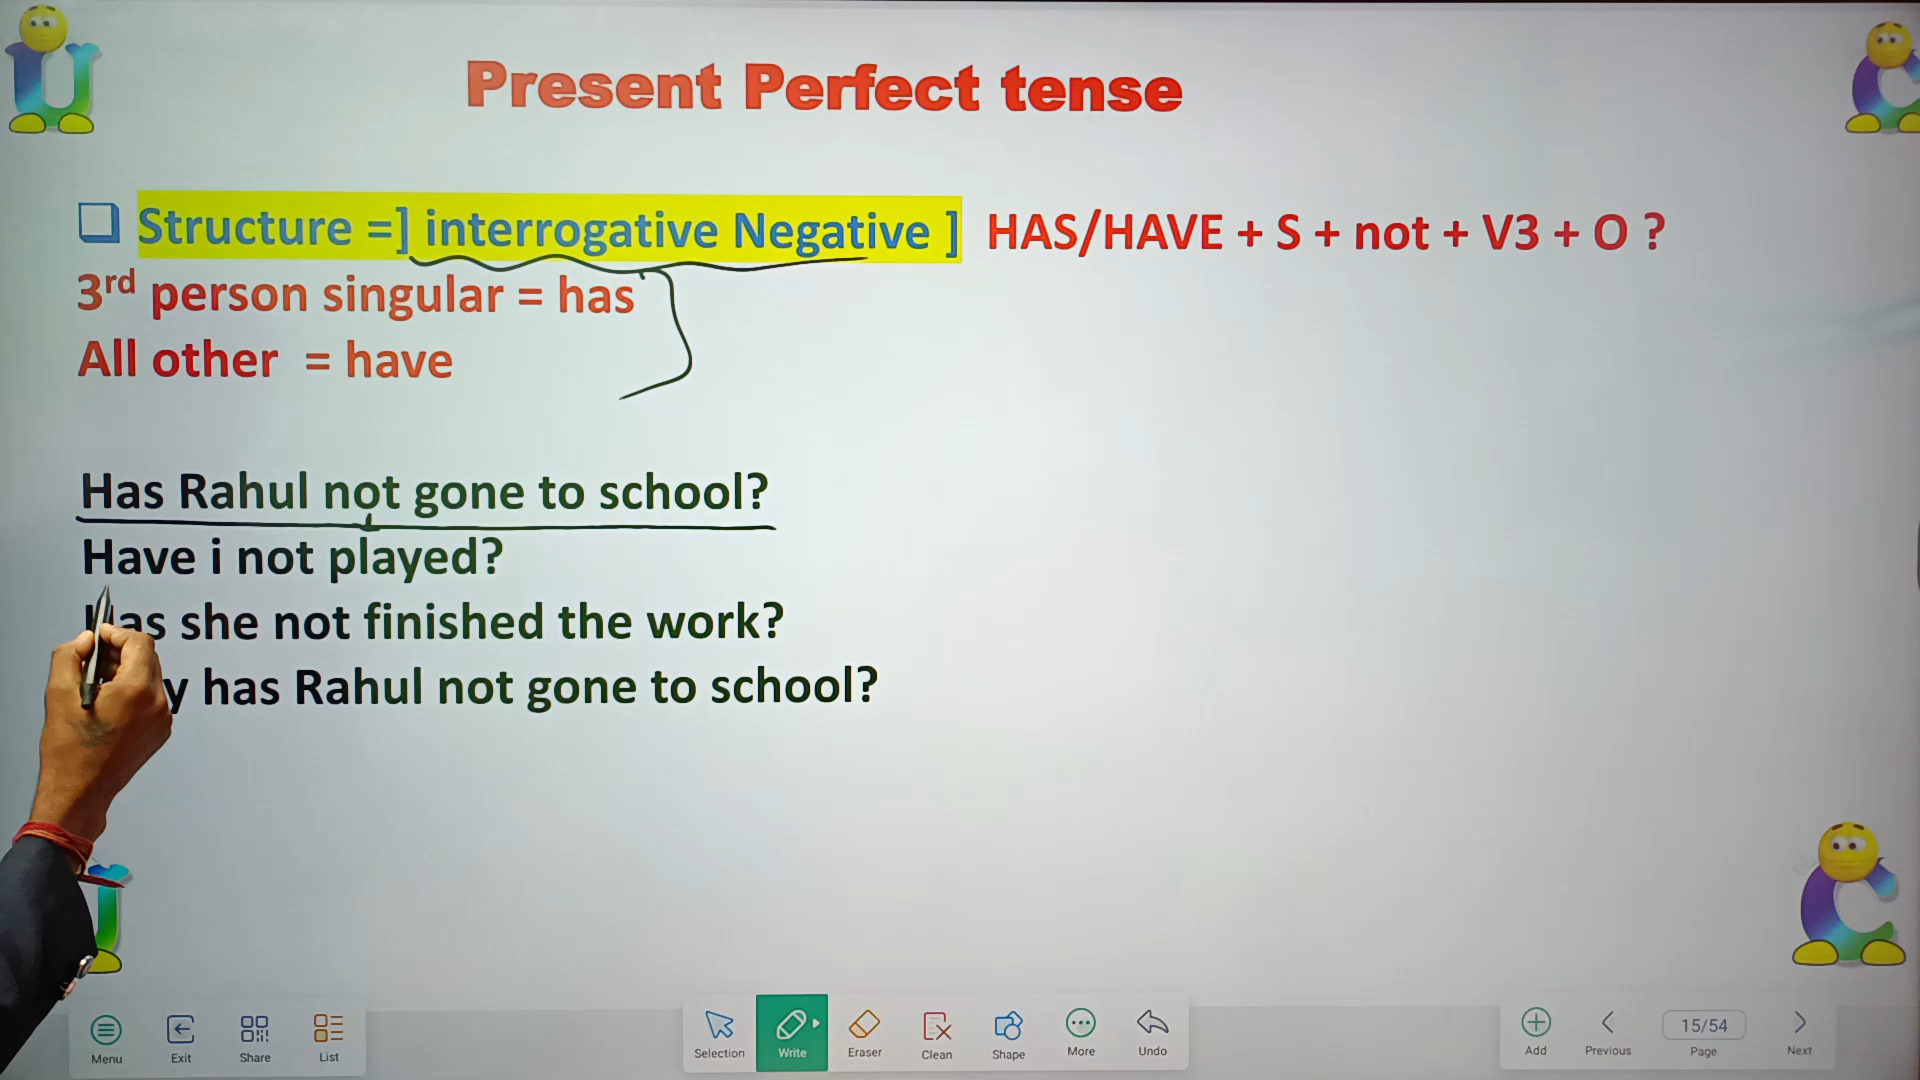 Present Perfect tense
Structure =] interrogative Negative ] HAS/HAVE + S + not + V3 + O ?
3rd person singular = has
All other = have
Has Rahul not gone to school?
Have i not played?
Has she not finished the work?
has Rahul not gone to school?
Menu Exit Share List Selection Write Eraser Clean Shape More Undo Add Previous 15/54 Page Next